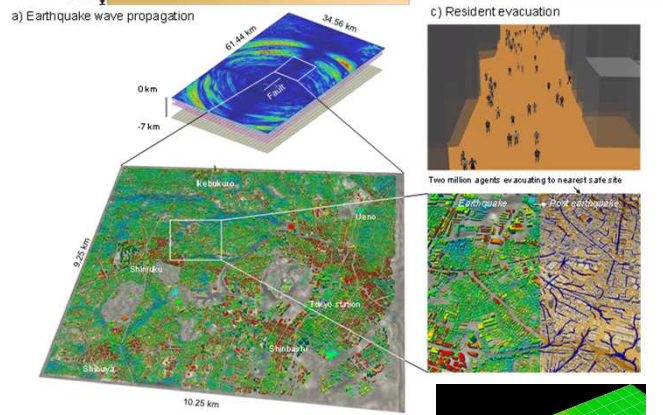 a) Earthquake wave propagation
61.44 km
34.56 km
0 km
-7 km
Fault
Ikebukuro
Ueno
Shinjuku
Tokyo station
Shinbashi
Shibuya
9.25 km
10.25 km
c) Resident evacuation
Two million agents evacuating to nearest safe site
Earthquake
Post earthquake